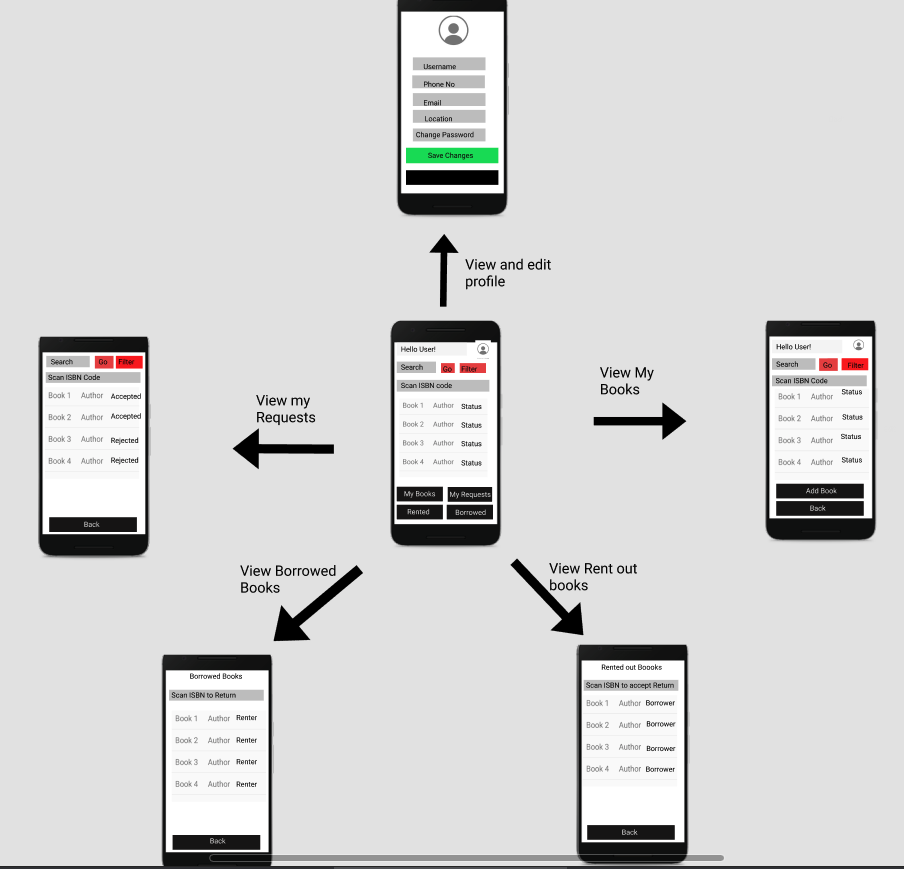 Username
Phone No
Email
Location
Change Password
Save Changes
View and edit
profile
Hello User!
Search Go Filter
Scan ISBN code
Book 1 Author Status
Book 2 Author Status
Book 3 Author Status
Book 4 Author Status
My Books My Requests
Rented Borrowed
View my
Requests
Search Go Filter
Scan ISBN Code
Book 1 Author Accepted
Book 2 Author Accepted
Book 3 Author Rejected
Book 4 Author Rejected
Back
View My
Books
Hello User!
Search Go Filter
Scan ISBN Code
Book 1 Author Status
Book 2 Author Status
Book 3 Author Status
Book 4 Author Status
Add Book
Back
View Borrowed
Books
Borrowed Books
Scan ISBN to Return
Book 1 Author Renter
Book 2 Author Renter
Book 3 Author Renter
Book 4 Author Renter
Back
View Rent out
books
Rented out Boooks
Scan ISBN to accept Return
Book 1 Author Borrower
Book 2 Author Borrower
Book 3 Author Borrower
Book 4 Author Borrower
Back